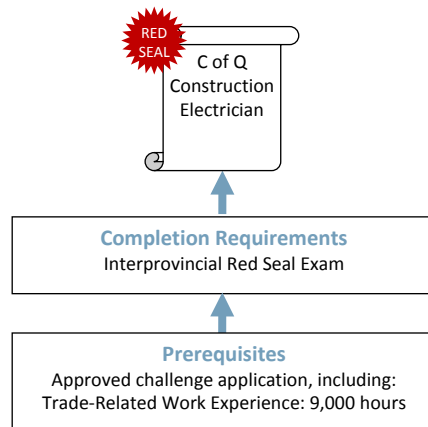 RED
SEAL
C of Q
Construction
Electrician
Completion Requirements
Interprovincial Red Seal Exam
Prerequisites
Approved challenge application, including:
Trade-Related Work Experience: 9,000 hours